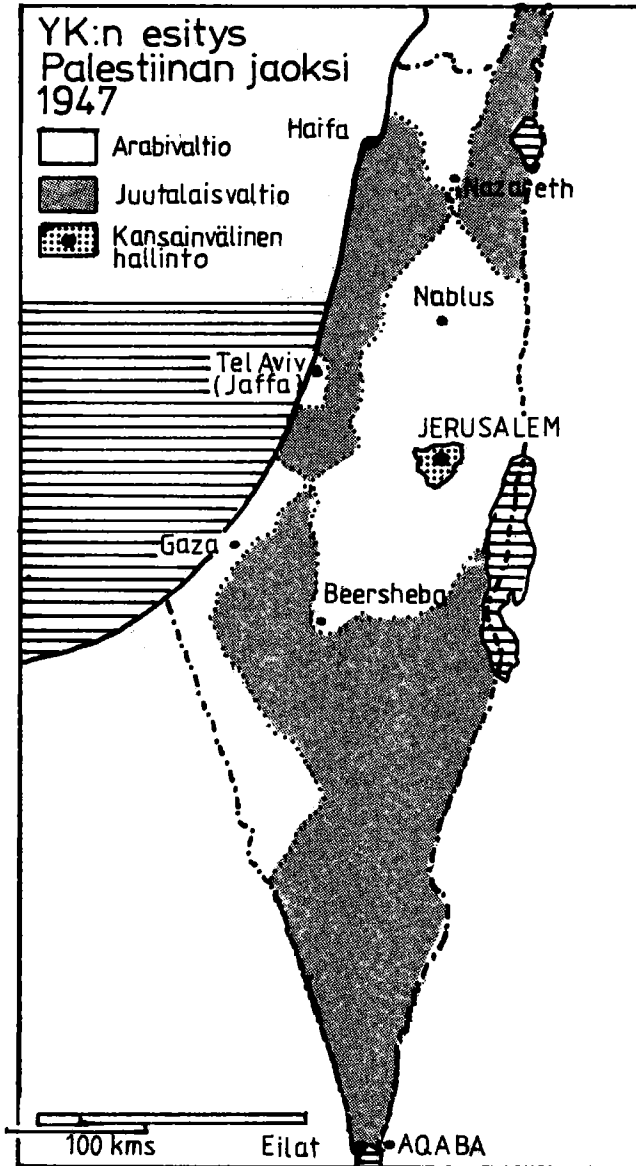 YK:n esitys
Palestiinan jaoksi
1947
Arabivaltio
Juutalaisvaltio
Kansainvälinen
hallinto
Haifa
Nazareth
Nablus
Tel Aviv
(Jaffa)
JERUSALEM
Gaza
Beersheba
100 kms
Eilat
AQABA